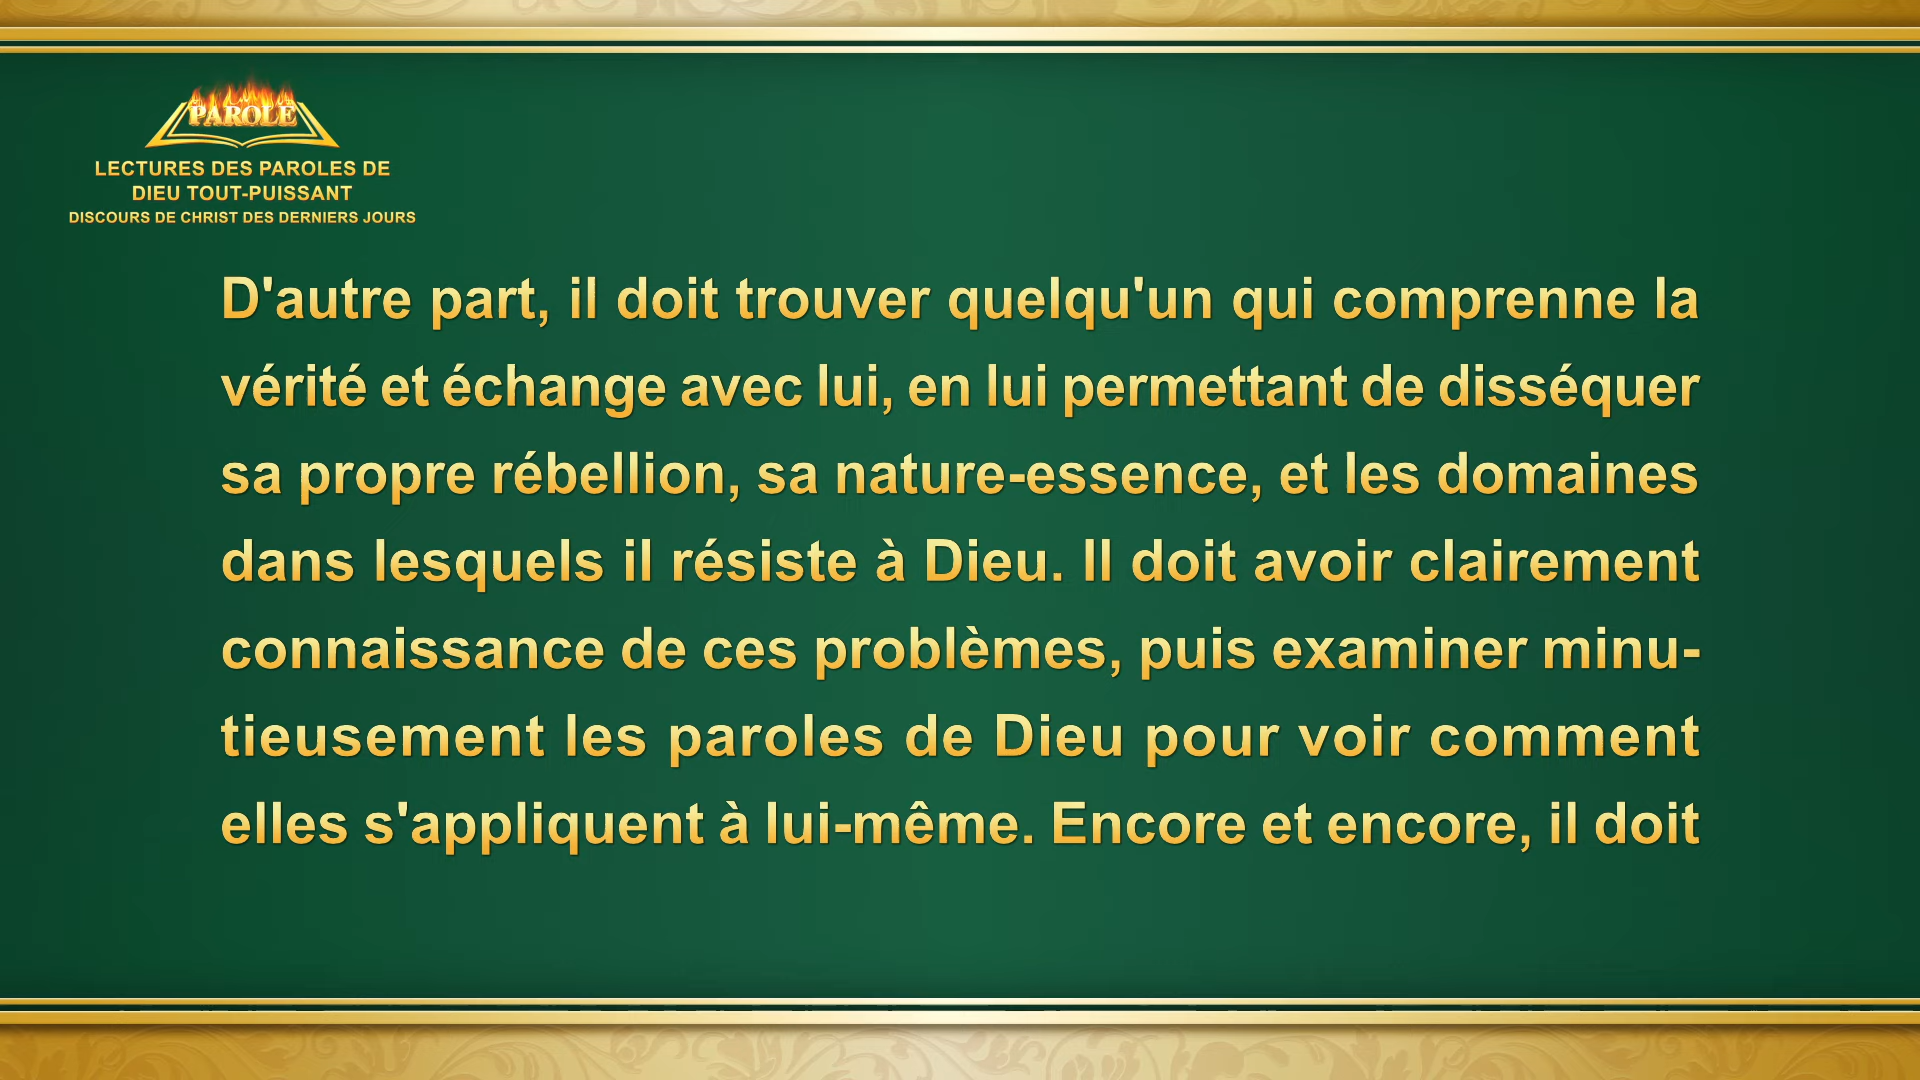 PAROLE
LECTURES DES PAROLES DE
DIEU TOUT-PUISSANT
DISCOURS DE CHRIST DES DERNIERS JOURS
D'autre part, il doit trouver quelqu'un qui comprenne la
vérité et échange avec lui, en lui permettant de disséquer
sa propre rébellion, sa nature-essence, et les domaines
dans lesquels il résiste à Dieu. Il doit avoir clairement
connaissance de ces problèmes, puis examiner minu-
tieusement les paroles de Dieu pour voir comment
elles s'appliquent à lui-même. Encore et encore, il doit